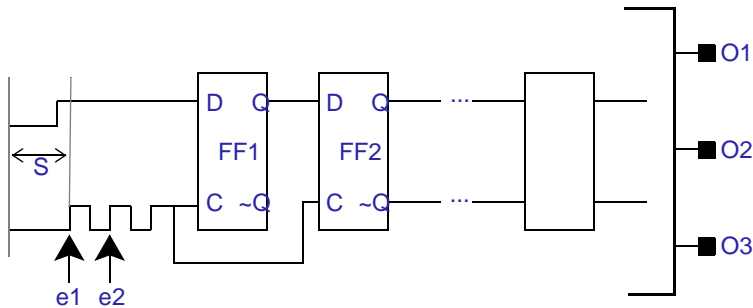 O1
D Q D Q ...
S FF1 FF2 O2
C ~Q C ~Q ...
O3
e1 e2